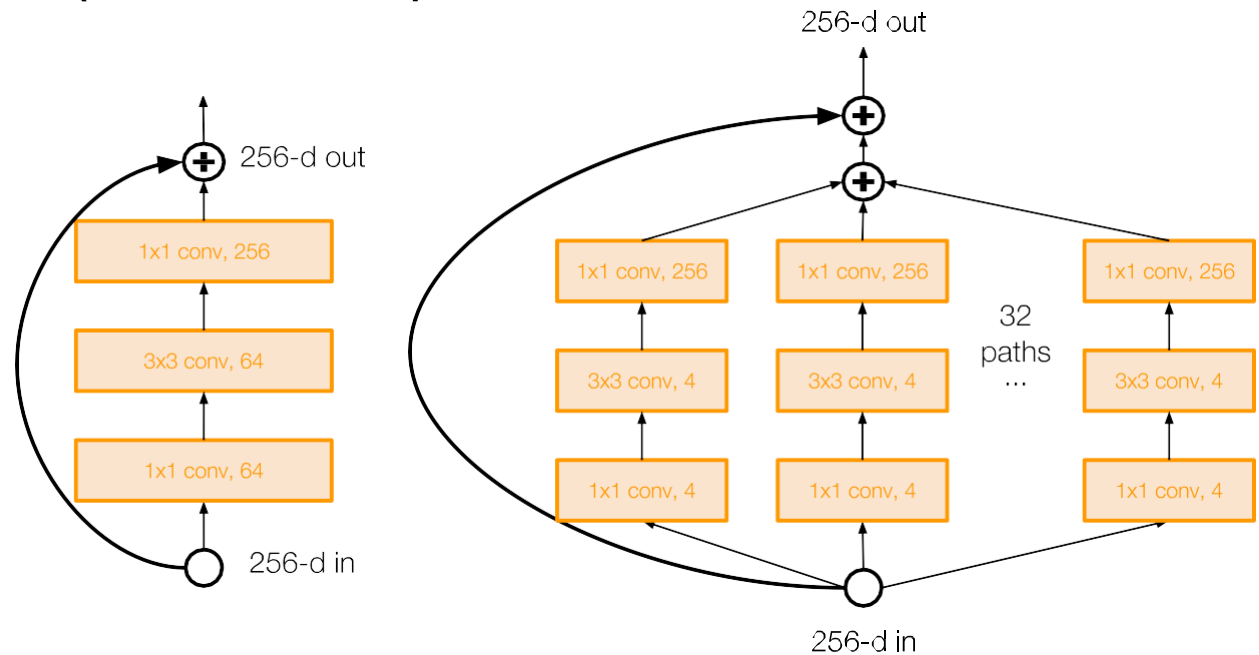 256-d out
1x1 conv, 256
3x3 conv, 64
1x1 conv, 64
256-d in
256-d out
1x1 conv, 256
1x1 conv, 256
1x1 conv, 256
32
paths
...
3x3 conv, 4
3x3 conv, 4
3x3 conv, 4
1x1 conv, 4
1x1 conv, 4
1x1 conv, 4
256-d in